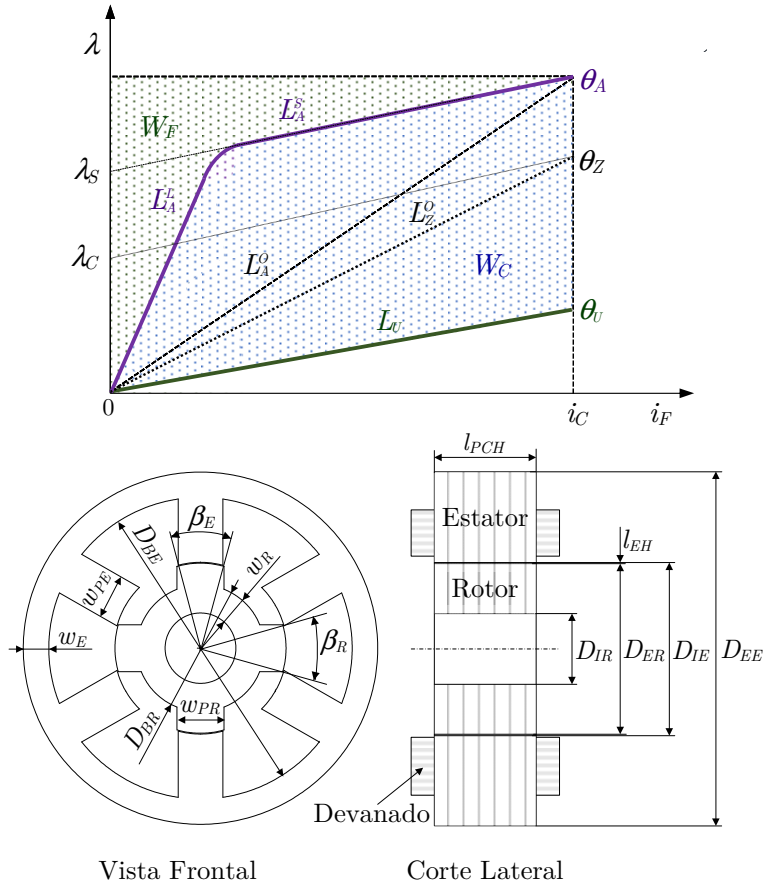 λ
θ_A
L_A^S
W_F
θ_Z
λ_S
L_A^L
L_Z^O
λ_C
L_A^O
W_C
θ_U
L_U
0
i_C
i_F
l_PCH
β_E
D_BE
Estator
l_EH
w_R
w_PE
Rotor
w_E
β_R
D_IR
D_ER
D_IE
D_EE
w_PR
D_BR
Devanado
Vista Frontal
Corte Lateral